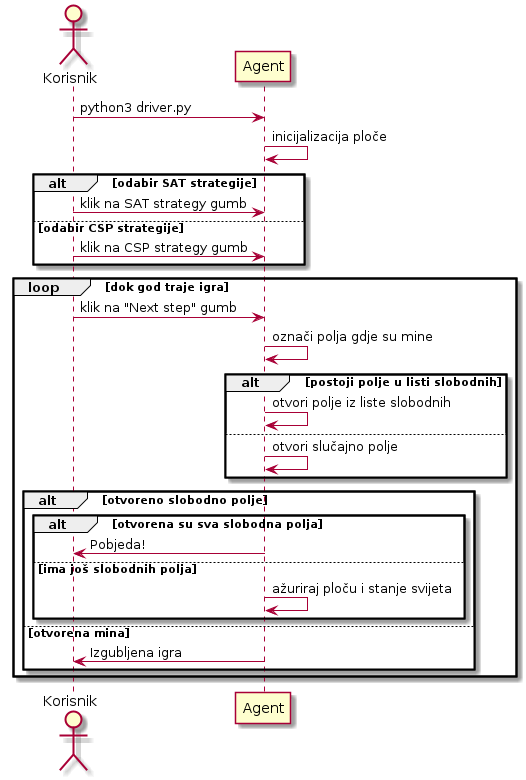 Korisnik
Agent
python3 driver.py
inicijalizacija ploče
alt [odabir SAT strategije]
klik na SAT strategy gumb
[odabir CSP strategije]
klik na CSP strategy gumb
loop [dok god traje igra]
klik na "Next step" gumb
označi polja gdje su mine
alt [postoji polje u listi slobodnih]
otvori polje iz liste slobodnih
otvori slučajno polje
alt [otvoreno slobodno polje]
alt [otvorena su sva slobodna polja]
Pobjeda!
[ima još slobodnih polja]
ažuriraj ploču i stanje svijeta
[otvorena mina]
Izgubljena igra
Korisnik
Agent